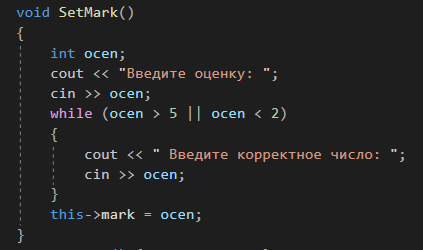 void SetMark()
{
int ocen;
cout << "Введите оценку: ";
cin >> ocen;
while (ocen > 5 || ocen < 2)
{
cout << " Введите корректное число: ";
cin >> ocen;
}
this->mark = ocen;
}